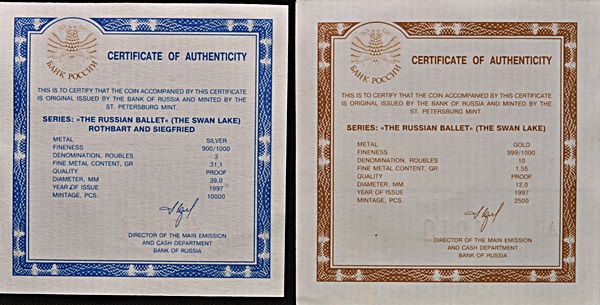 БАНК РОССИИ
CERTIFICATE OF AUTHENTICITY
THIS IS TO CERTIFY THAT THE COIN ACCOMPANIED BY THIS CERTIFICATE
IS ORIGINAL ISSUED BY THE BANK OF RUSSIA AND MINTED BY THE
ST. PETERSBURG MINT.
SERIES: «THE RUSSIAN BALLET» (THE SWAN LAKE)
ROTHBART AND SIEGFRIED
METAL SILVER
FINENESS 900/1000
DENOMINATION, ROUBLES 3
FINE METAL CONTENT, GR 31,1
QUALITY PROOF
DIAMETER, MM 39,0
YEAR OF ISSUE 1997
MINTAGE, PCS. 10000
DIRECTOR OF THE MAIN EMISSION
AND CASH DEPARTMENT
BANK OF RUSSIA
БАНК РОССИИ
CERTIFICATE OF AUTHENTICITY
THIS IS TO CERTIFY THAT THE COIN ACCOMPANIED BY THIS CERTIFICATE
IS ORIGINAL ISSUED BY THE BANK OF RUSSIA AND MINTED BY THE
ST. PETERSBURG MINT.
SERIES: «THE RUSSIAN BALLET» (THE SWAN LAKE)
METAL GOLD
FINENESS 999/1000
DENOMINATION, ROUBLES 10
FINE METAL CONTENT, GR 1,55
QUALITY PROOF
DIAMETER, MM 12,0
YEAR OF ISSUE 1997
MINTAGE, PCS. 2500
DIRECTOR OF THE MAIN EMISSION
AND CASH DEPARTMENT
BANK OF RUSSIA